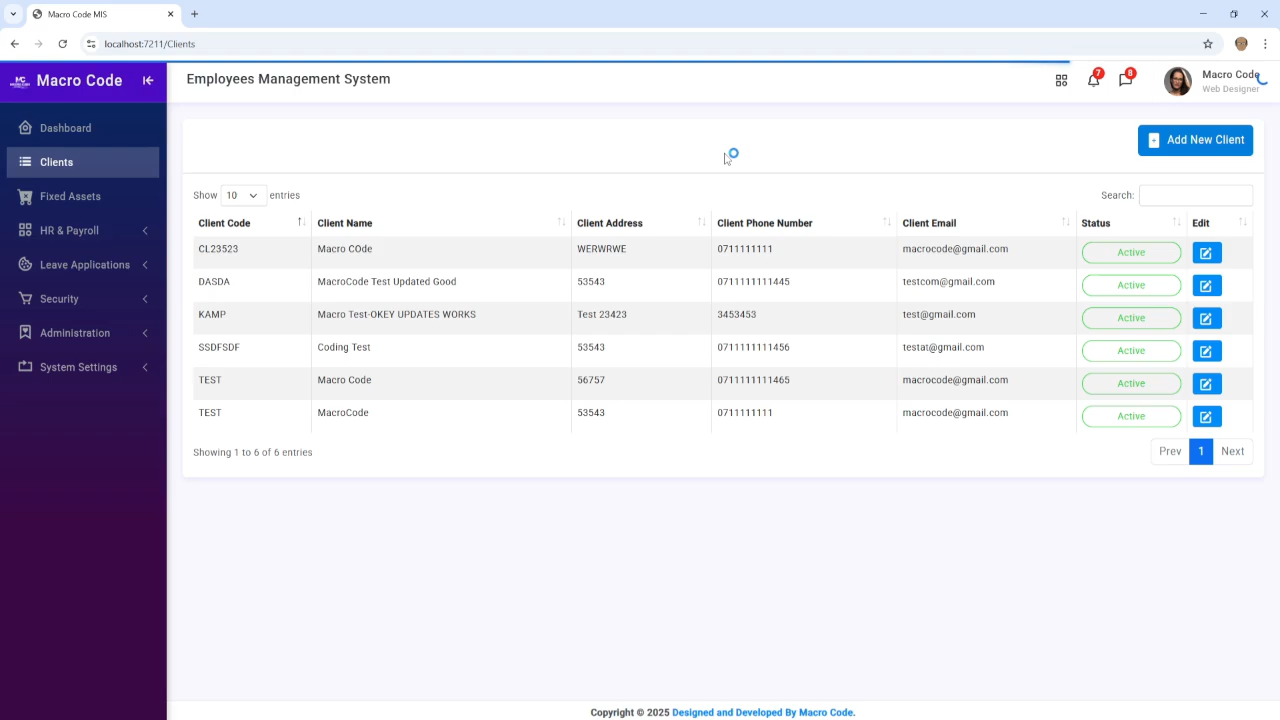 Macro Code MIS
localhost:7211/Clients
Macro Code
Employees Management System
7
8
Macro Code
Web Designer
Dashboard
Clients
Fixed Assets
HR & Payroll
Leave Applications
Security
Administration
System Settings
Add New Client
Show 10 entries
Search:
Client Code Client Name Client Address Client Phone Number Client Email Status Edit
CL23523 Macro COde WERWRWE 0711111111 macrocode@gmail.com Active
DASDA MacroCode Test Updated Good 53543 0711111111445 testcom@gmail.com Active
KAMP Macro Test-OKEY UPDATES WORKS Test 23423 3453453 test@gmail.com Active
SSDFSDF Coding Test 53543 0711111111456 testat@gmail.com Active
TEST Macro Code 56757 0711111111465 macrocode@gmail.com Active
TEST MacroCode 53543 0711111111 macrocode@gmail.com Active
Showing 1 to 6 of 6 entries
Prev 1 Next
Copyright © 2025 Designed and Developed By Macro Code.